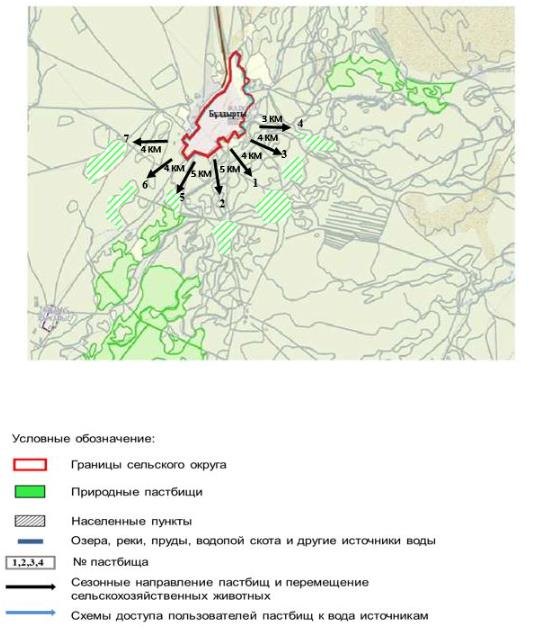 Бұлдырты
3 КМ
4
4 КМ
3
7
4 КМ
4 КМ
4 КМ
1
5 КМ
5 КМ
6
5
2
Условные обозначение:
Границы сельского округа
Природные пастбищи
Населенные пункты
Озера, реки, пруды, водопой скота и другие источники воды
1,2,3,4
№ пастбища
Сезонные направление пастбищ и перемещение
сельскохозяйственных животных
Схемы доступа пользователей пастбищ к вода источникам